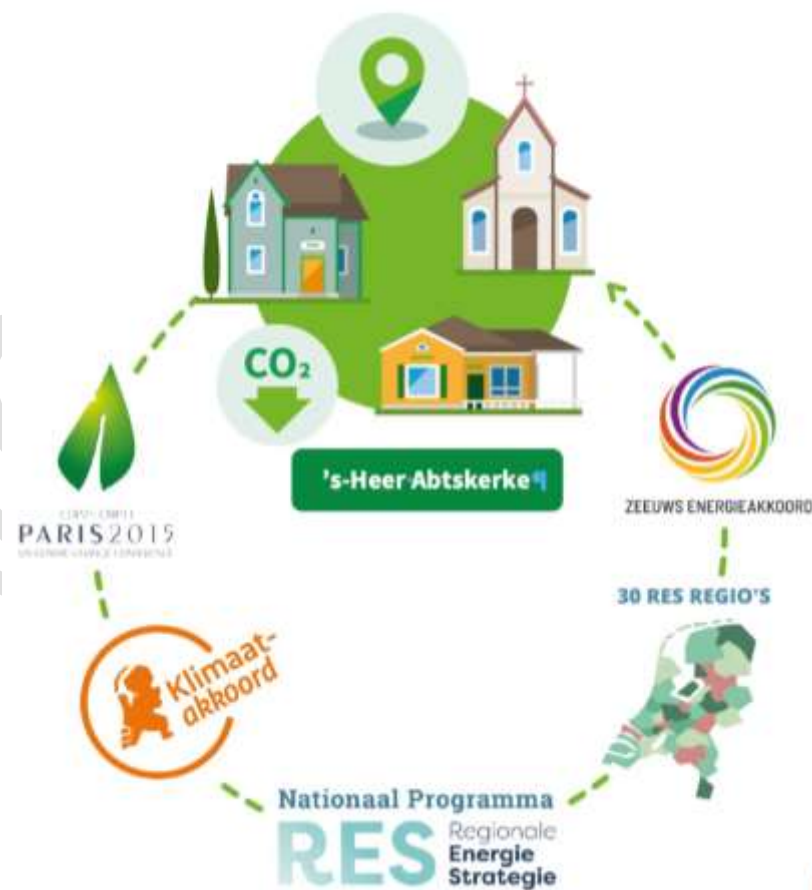 CO₂
's-Heer Abtskerke
PARIS2015
ZEEUWS ENERGIEAKKOORD
30 RES REGIO'S
Klimaat-
akkoord
Nationaal Programma
RES
Regionale
Energie
Strategie